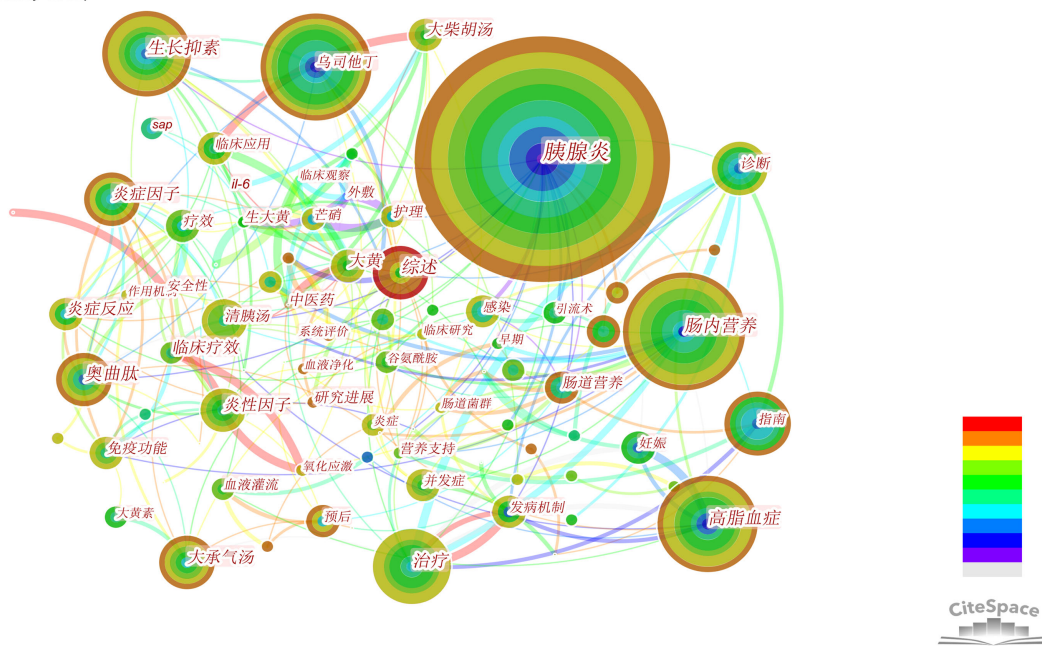 大柴胡汤
生长抑素
乌司他丁
sap
临床应用
胰腺炎
诊断
il-6
临床观察
炎症因子
外敷
疗效
生大黄
芒硝
护理
大黄
综述
作用机
安全性
中医药
炎症反应
清胰汤
感染
引流术
系统评价
临床研究
早期
肠内营养
临床疗效
血液净化
谷氨酰胺
奥曲肽
肠道营养
研究进展
炎性因子
肠道菌群
炎症
指南
免疫功能
营养支持
妊娠
氧化应激
血液灌流
并发症
大黄素
预后
发病机制
高脂血症
大承气汤
治疗
CiteSpace